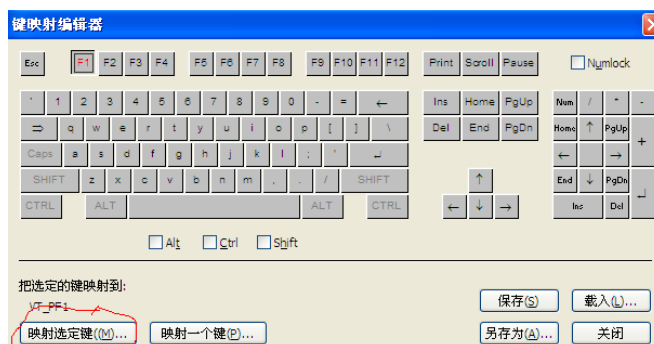 键映射编辑器
Esc F1 F2 F3 F4 F5 F6 F7 F8 F9 F10 F11 F12 Print Scroll Pause Numlock
` 1 2 3 4 5 6 7 8 9 0 - = ← Ins Home PgUp Num / * -
⇒ q w e r t y u i o p [ ] \ Del End PgDn Home ↑ PgUp +
Caps a s d f g h j k l ; ' ↵ ← →
SHIFT z x c v b n m , . / SHIFT ↑ End ↓ PgDn ↵
CTRL ALT ALT CTRL ← ↓ → Ins Del
Alt Ctrl Shift
把选定的键映射到:
VT_PF1
保存(S) 载入(L)...
映射选定键((M)... 映射一个键(P)... 另存为(A)... 关闭